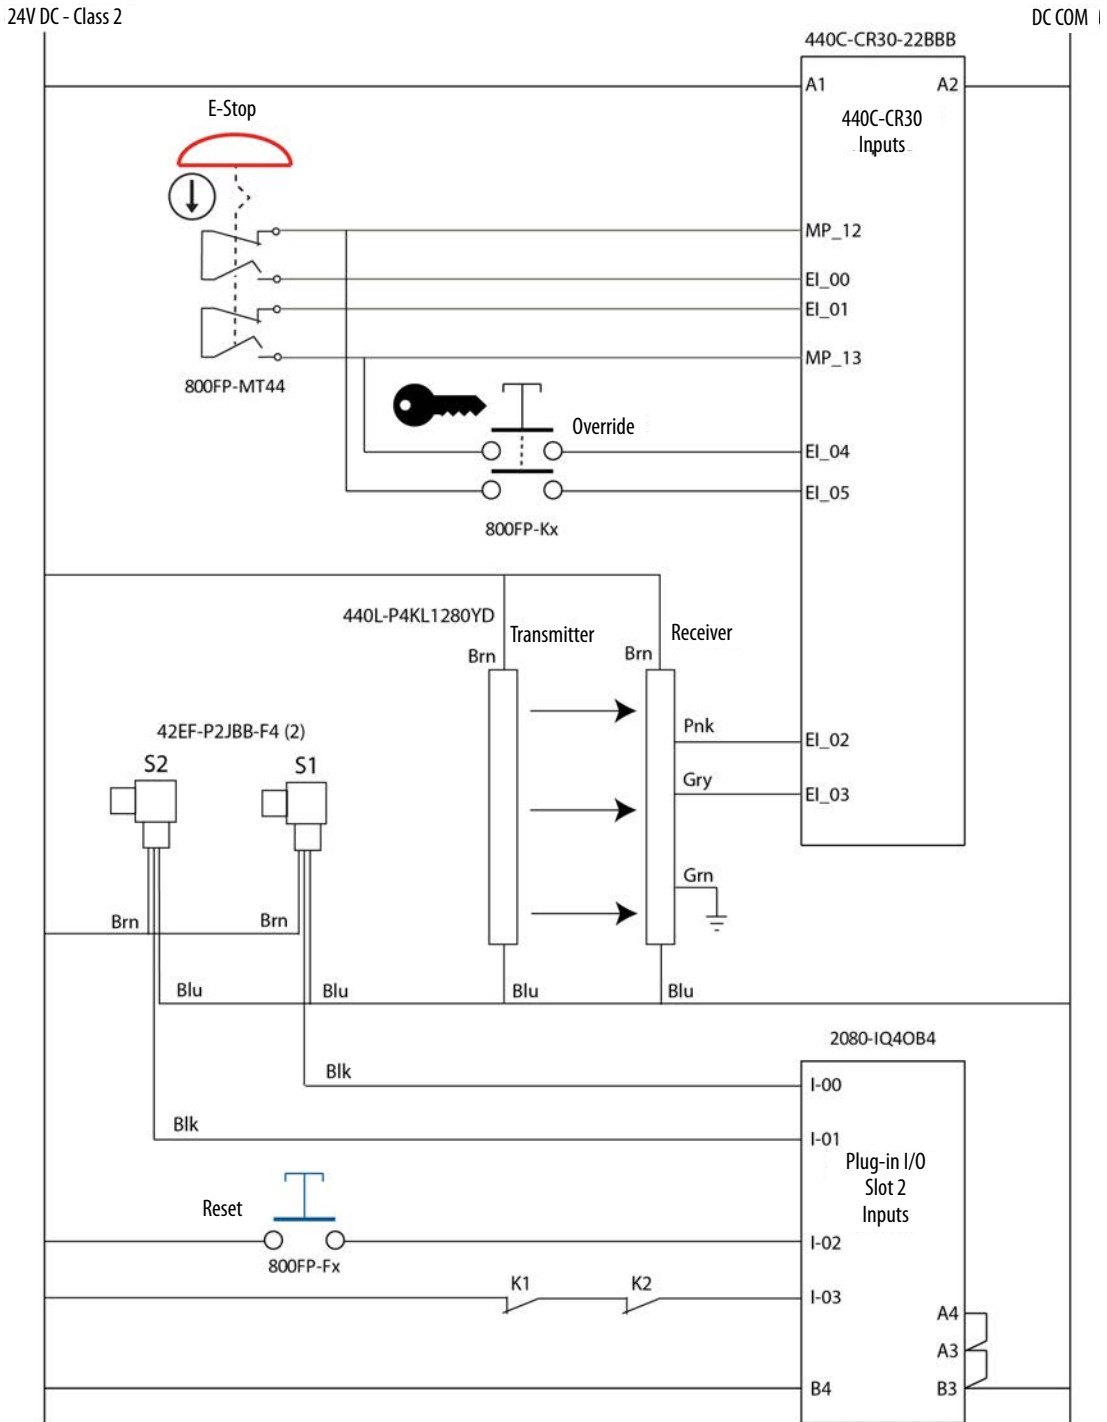 24V DC - Class 2
DC COM
440C-CR30-22BBB
A1
A2
440C-CR30
Inputs
E-Stop
MP_12
EI_00
EI_01
MP_13
800FP-MT44
Override
EI_04
EI_05
800FP-Kx
440L-P4KL1280YD
Transmitter
Receiver
Brn
Brn
Pnk
EI_02
42EF-P2JBB-F4 (2)
S2
S1
Gry
EI_03
Grn
Brn
Brn
Blu
Blu
Blu
Blu
2080-IQ4OB4
Blk
I-00
Blk
I-01
Plug-in I/O
Slot 2
Inputs
Reset
I-02
800FP-Fx
K1
K2
I-03
A4
A3
B4
B3